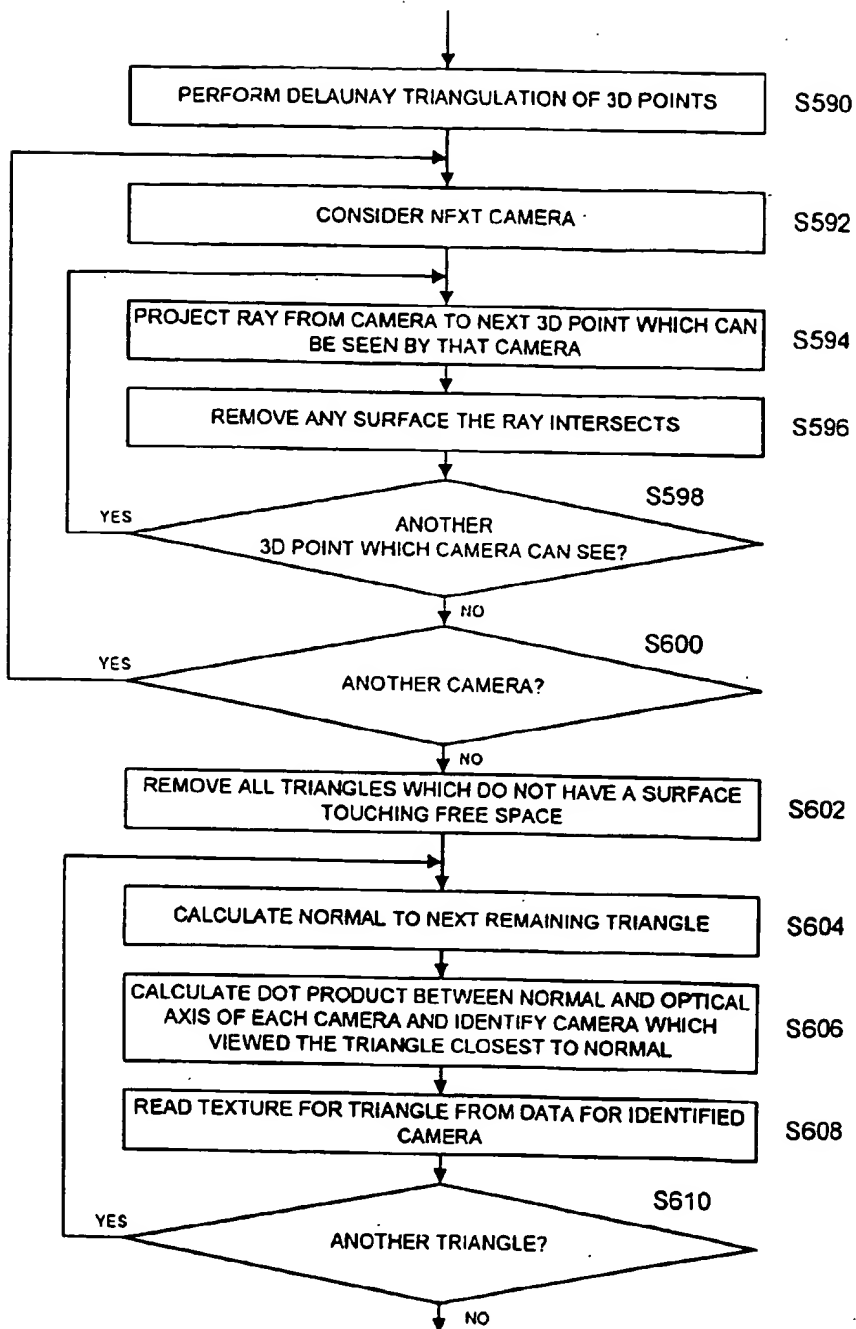 PERFORM DELAUNAY TRIANGULATION OF 3D POINTS
S590
CONSIDER NEXT CAMERA
S592
PROJECT RAY FROM CAMERA TO NEXT 3D POINT WHICH CAN
BE SEEN BY THAT CAMERA
S594
REMOVE ANY SURFACE THE RAY INTERSECTS
S596
S598
YES
ANOTHER
3D POINT WHICH CAMERA CAN SEE?
NO
S600
YES
ANOTHER CAMERA?
NO
REMOVE ALL TRIANGLES WHICH DO NOT HAVE A SURFACE
TOUCHING FREE SPACE
S602
CALCULATE NORMAL TO NEXT REMAINING TRIANGLE
S604
CALCULATE DOT PRODUCT BETWEEN NORMAL AND OPTICAL
AXIS OF EACH CAMERA AND IDENTIFY CAMERA WHICH
VIEWED THE TRIANGLE CLOSEST TO NORMAL
S606
READ TEXTURE FOR TRIANGLE FROM DATA FOR IDENTIFIED
CAMERA
S608
S610
YES
ANOTHER TRIANGLE?
NO